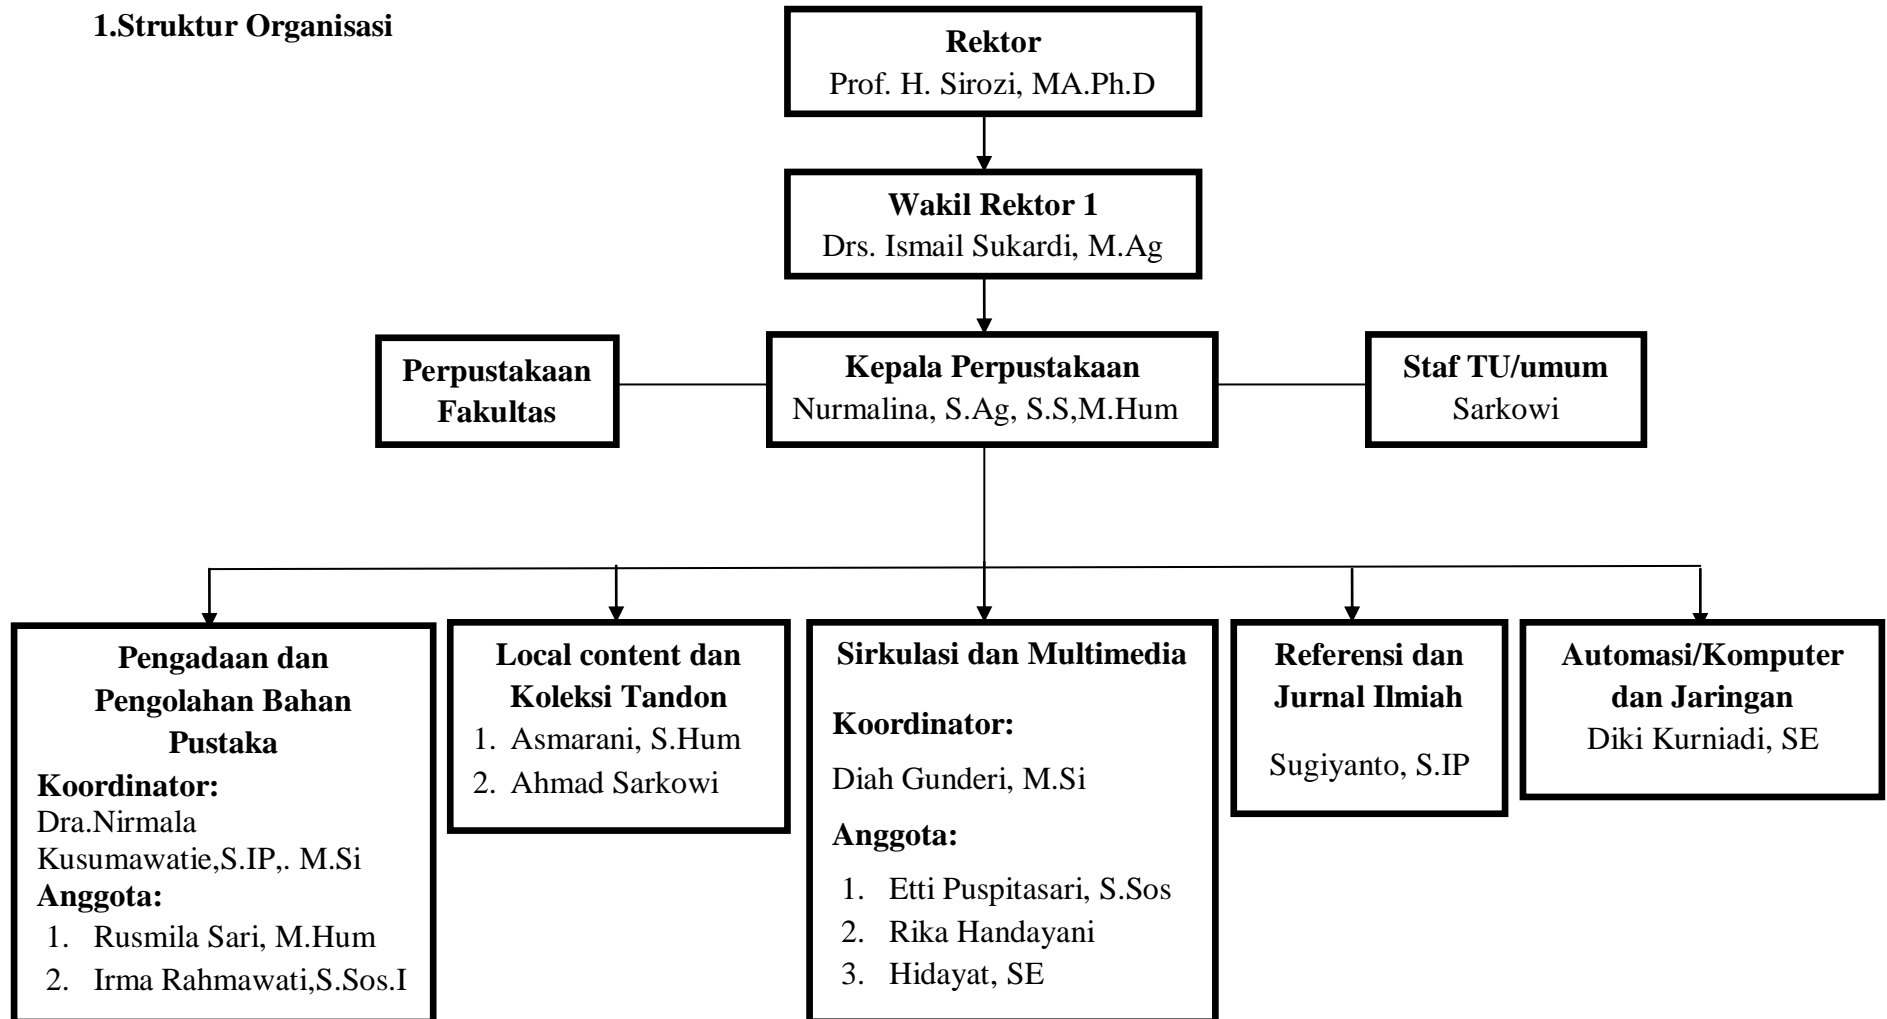 1.Struktur Organisasi
Rektor
Prof. H. Sirozi, MA.Ph.D
Wakil Rektor 1
Drs. Ismail Sukardi, M.Ag
Perpustakaan
Fakultas
Kepala Perpustakaan
Nurmalina, S.Ag, S.S,M.Hum
Staf TU/umum
Sarkowi
Pengadaan dan
Pengolahan Bahan
Pustaka
Koordinator:
Dra.Nirmala
Kusumawatie,S.IP,. M.Si
Anggota:
1. Rusmila Sari, M.Hum
2. Irma Rahmawati,S.Sos.I
Local content dan
Koleksi Tandon
1. Asmarani, S.Hum
2. Ahmad Sarkowi
Sirkulasi dan Multimedia
Koordinator:
Diah Gunderi, M.Si
Anggota:
1. Etti Puspitasari, S.Sos
2. Rika Handayani
3. Hidayat, SE
Referensi dan
Jurnal Ilmiah
Sugiyanto, S.IP
Automasi/Komputer
dan Jaringan
Diki Kurniadi, SE